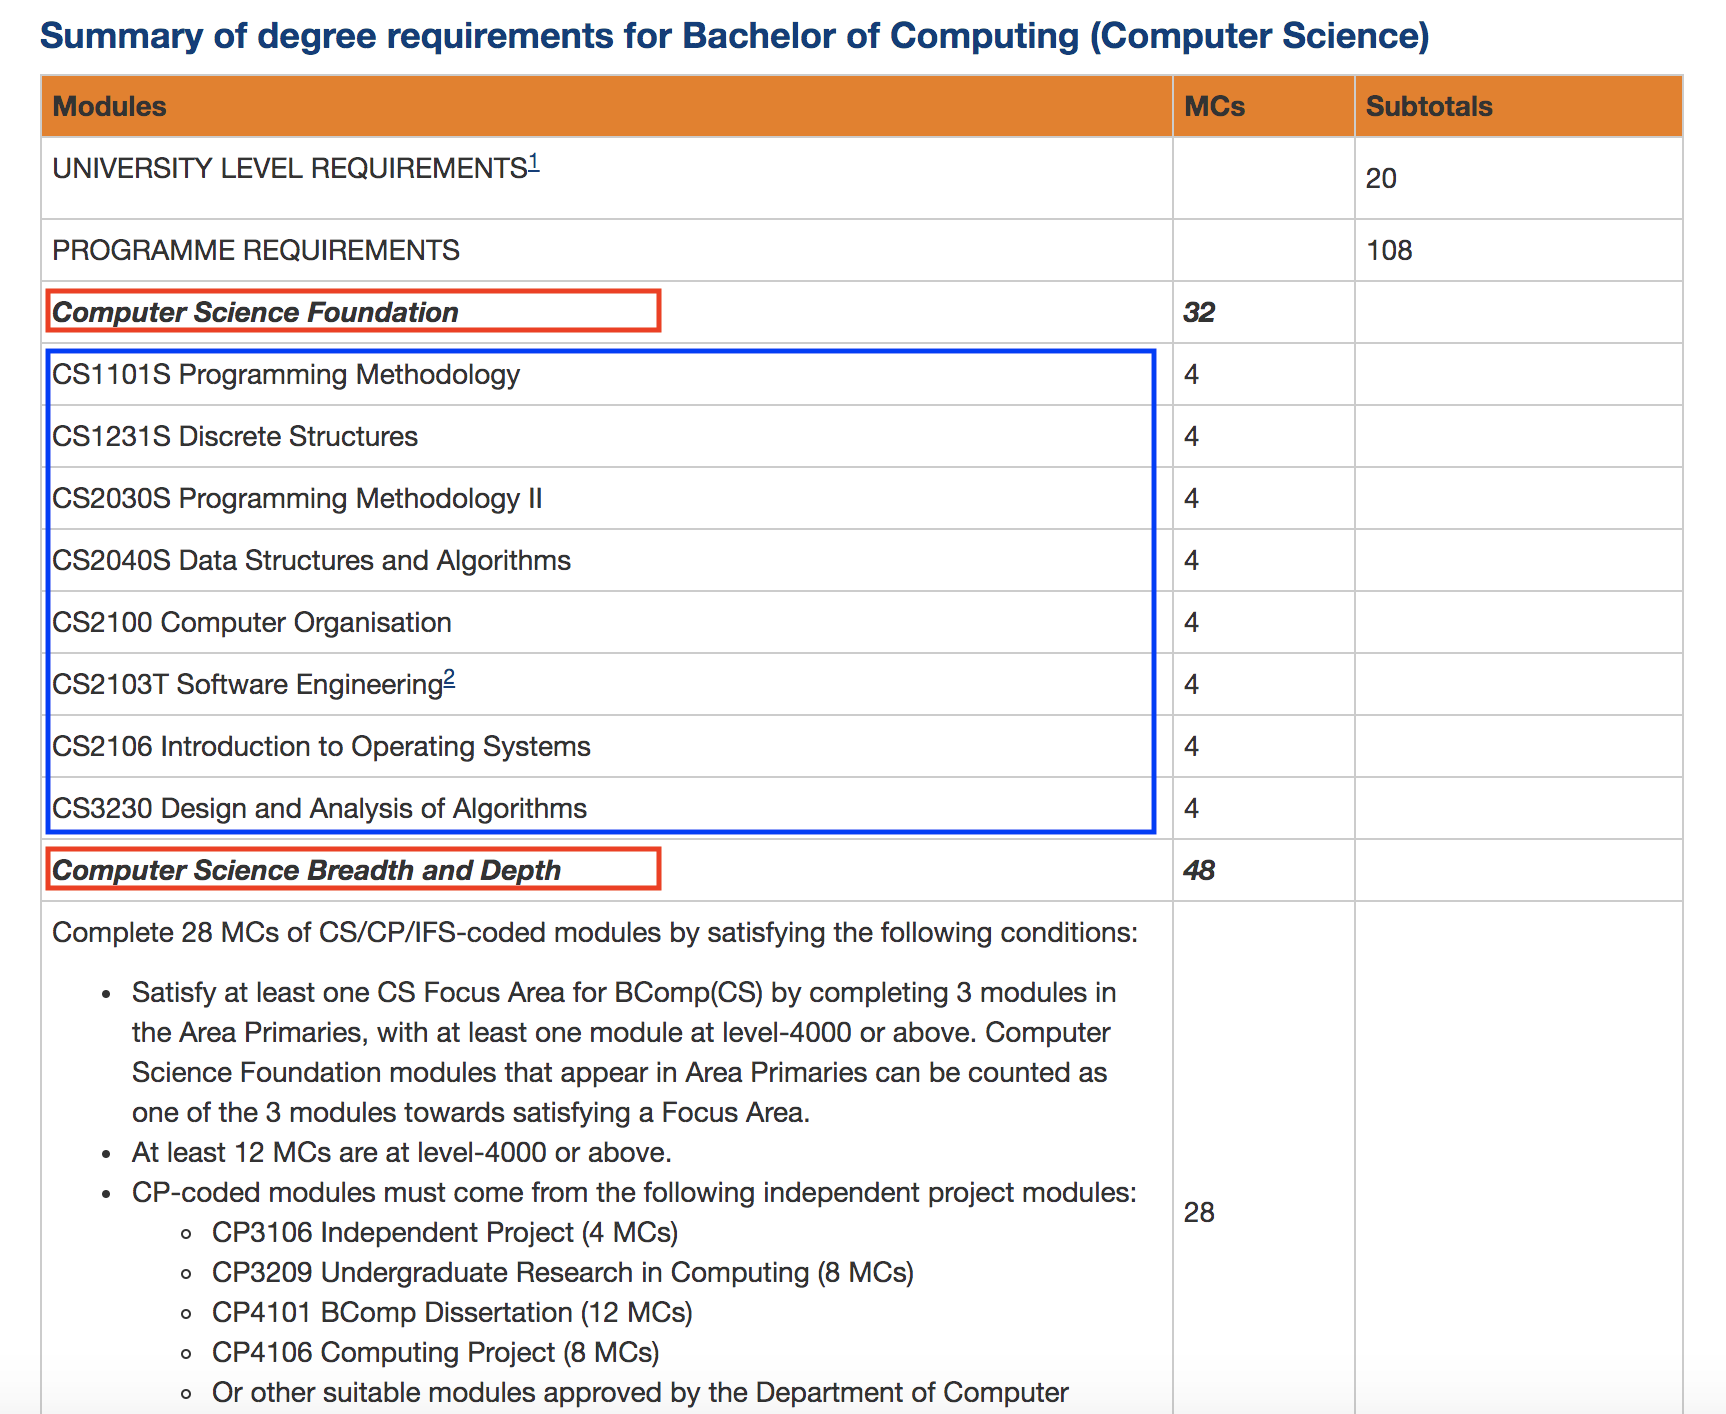 Summary of degree requirements for Bachelor of Computing (Computer Science)
Modules MCs Subtotals
UNIVERSITY LEVEL REQUIREMENTS1 20
PROGRAMME REQUIREMENTS 108
Computer Science Foundation 32
CS1101S Programming Methodology 4
CS1231S Discrete Structures 4
CS2030S Programming Methodology II 4
CS2040S Data Structures and Algorithms 4
CS2100 Computer Organisation 4
CS2103T Software Engineering2 4
CS2106 Introduction to Operating Systems 4
CS3230 Design and Analysis of Algorithms 4
Computer Science Breadth and Depth 48
Complete 28 MCs of CS/CP/IFS-coded modules by satisfying the following conditions:
• Satisfy at least one CS Focus Area for BComp(CS) by completing 3 modules in
the Area Primaries, with at least one module at level-4000 or above. Computer
Science Foundation modules that appear in Area Primaries can be counted as
one of the 3 modules towards satisfying a Focus Area.
• At least 12 MCs are at level-4000 or above.
• CP-coded modules must come from the following independent project modules:
28
◦ CP3106 Independent Project (4 MCs)
◦ CP3209 Undergraduate Research in Computing (8 MCs)
◦ CP4101 BComp Dissertation (12 MCs)
◦ CP4106 Computing Project (8 MCs)
◦ Or other suitable modules approved by the Department of Computer